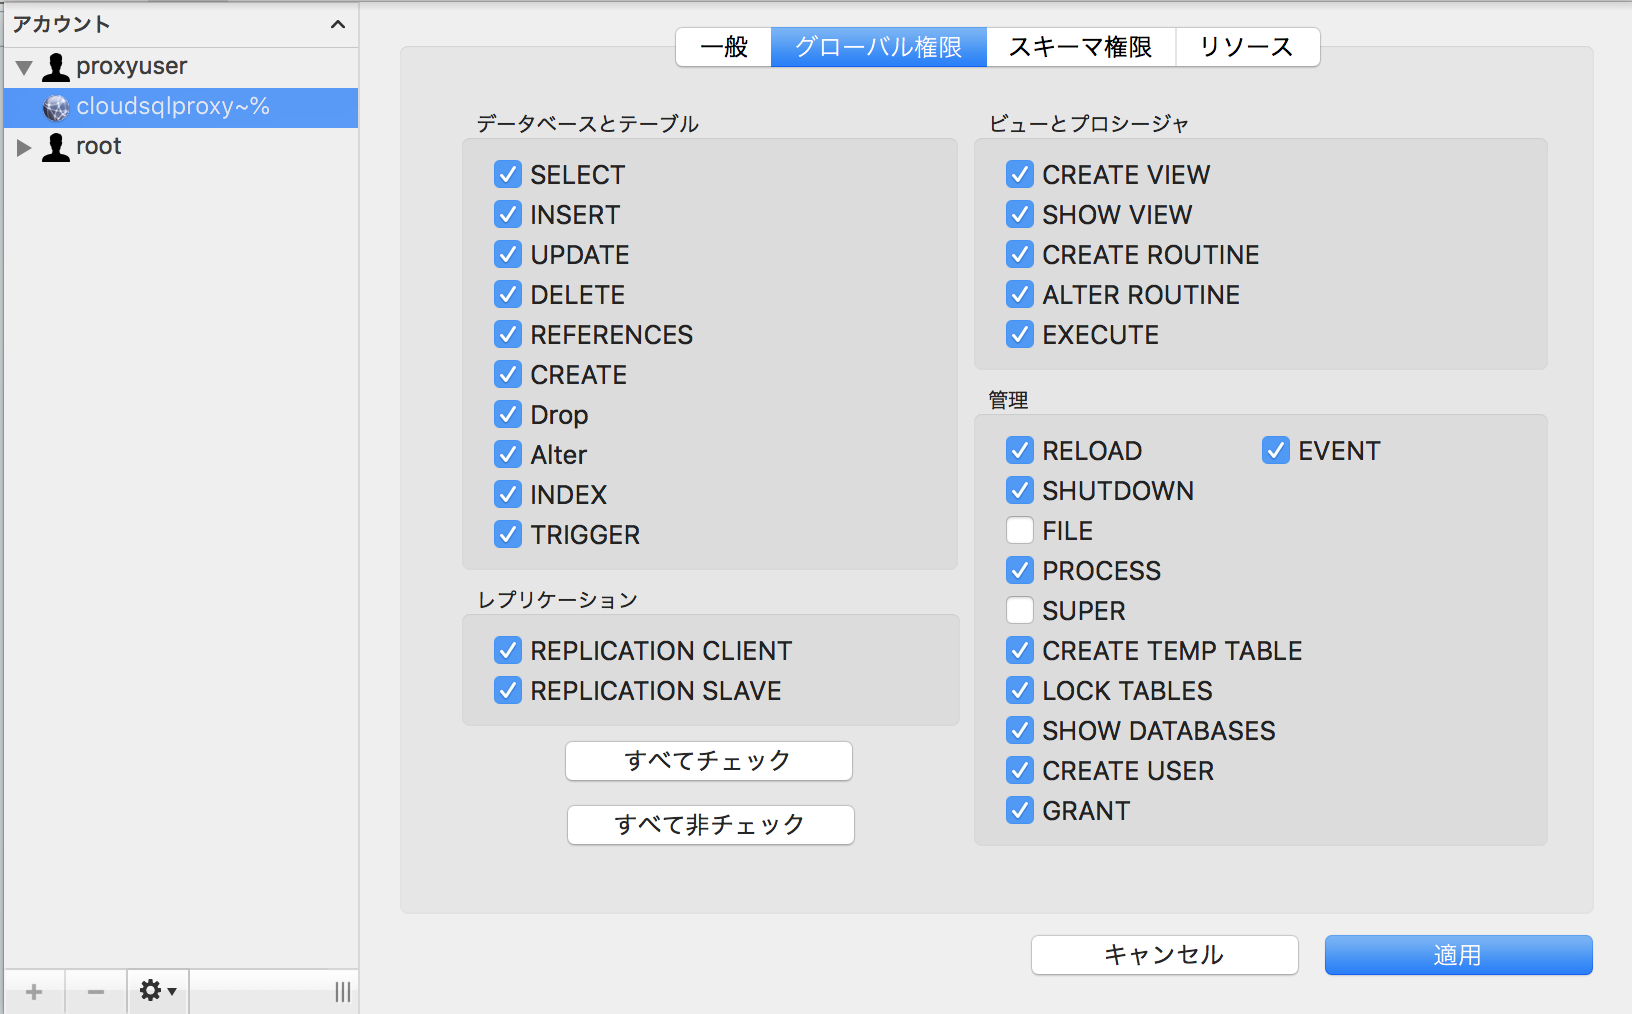 アカウント
proxyuser
cloudsqlproxy~%
root
一般
グローバル権限
スキーマ権限
リソース
データベースとテーブル
SELECT
INSERT
UPDATE
DELETE
REFERENCES
CREATE
Drop
Alter
INDEX
TRIGGER
レプリケーション
REPLICATION CLIENT
REPLICATION SLAVE
すべてチェック
すべて非チェック
ビューとプロシージャ
CREATE VIEW
SHOW VIEW
CREATE ROUTINE
ALTER ROUTINE
EXECUTE
管理
RELOAD
EVENT
SHUTDOWN
FILE
PROCESS
SUPER
CREATE TEMP TABLE
LOCK TABLES
SHOW DATABASES
CREATE USER
GRANT
キャンセル
適用